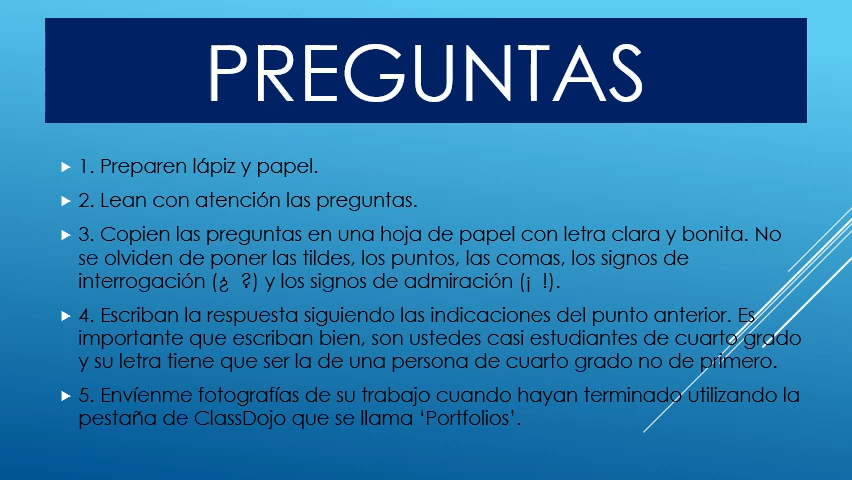 PREGUNTAS
1. Preparen lápiz y papel.
2. Lean con atención las preguntas.
3. Copien las preguntas en una hoja de papel con letra clara y bonita. No
se olviden de poner las tildes, los puntos, las comas, los signos de
interrogación (¿ ?) y los signos de admiración (¡ !).
4. Escriban la respuesta siguiendo las indicaciones del punto anterior. Es
importante que escriban bien, son ustedes casi estudiantes de cuarto grado
y su letra tiene que ser la de una persona de cuarto grado no de primero.
5. Envíenme fotografías de su trabajo cuando hayan terminado utilizando la
pestaña de ClassDojo que se llama ‘Portfolios’.